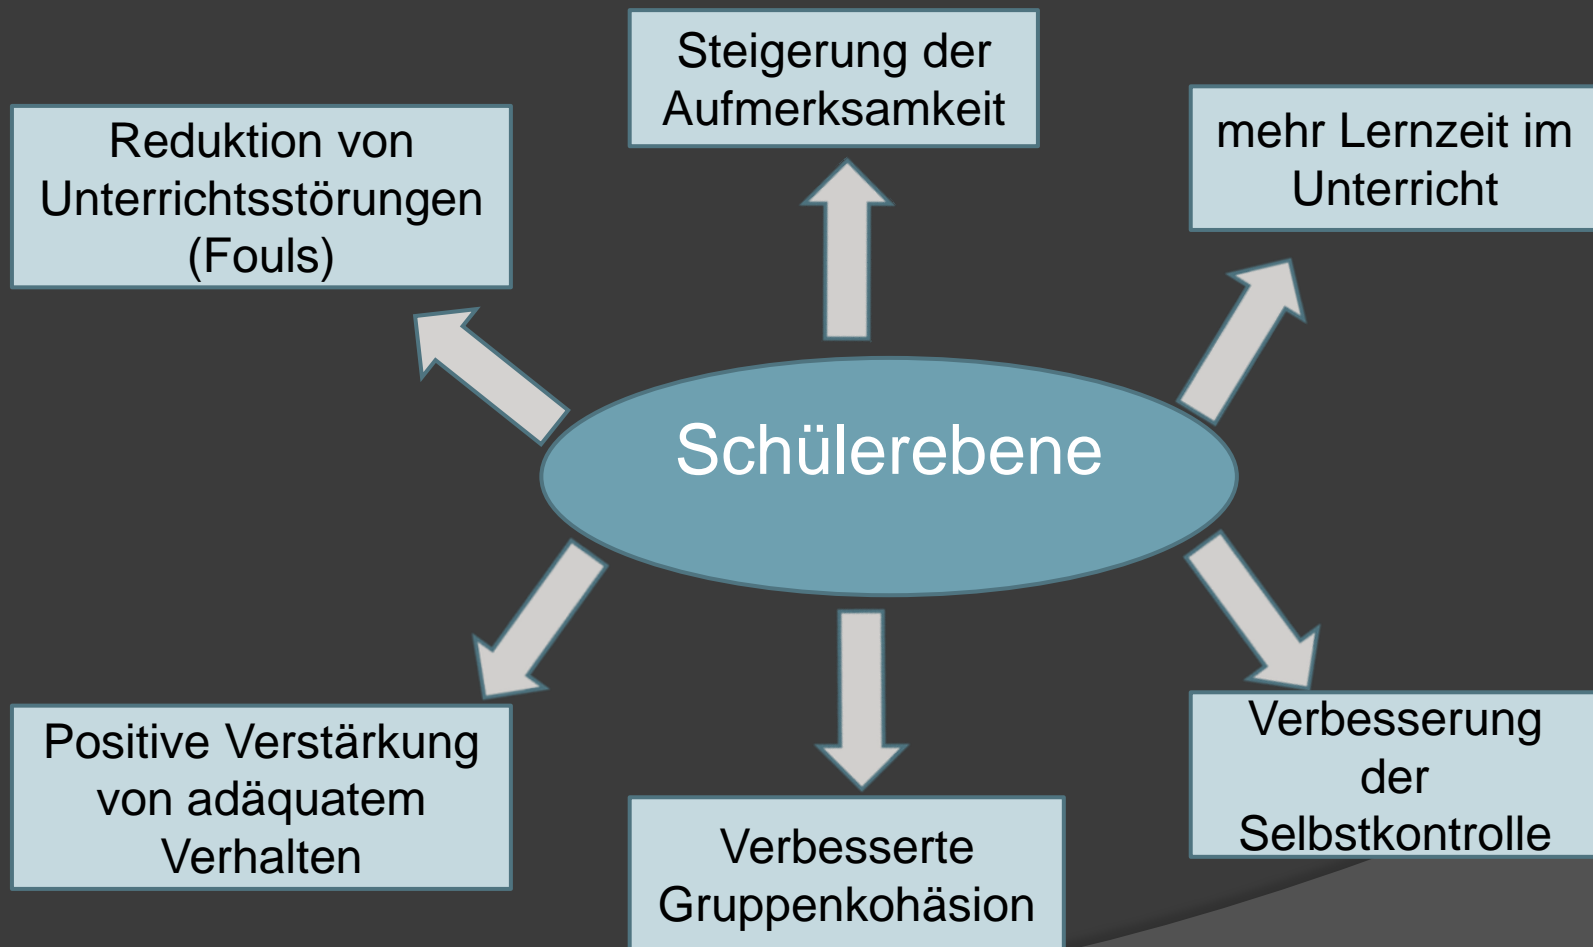 Steigerung der
Aufmerksamkeit
mehr Lernzeit im
Unterricht
Reduktion von
Unterrichtsstörungen
(Fouls)
Schülerebene
Positive Verstärkung
von adäquatem
Verhalten
Verbesserte
Gruppenkohäsion
Verbesserung
der
Selbstkontrolle